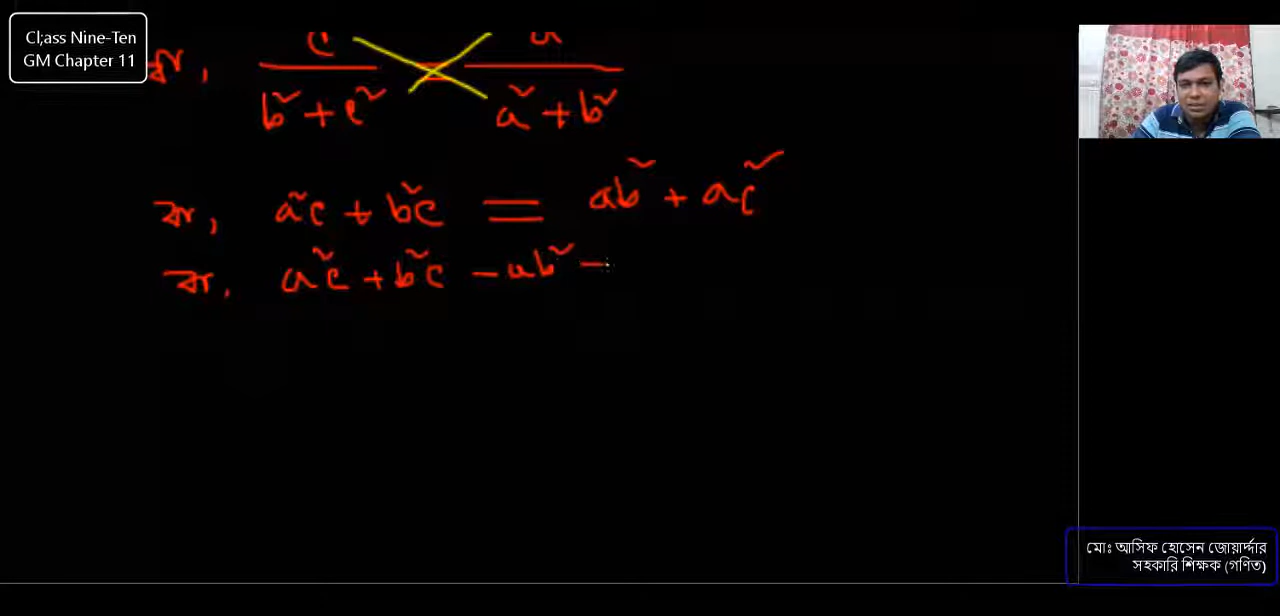 Cl;ass Nine-Ten
GM Chapter 11
বা, c/(b²+c²) = a/(a²+b²)
বা, a²c + b²c = ab² + ac²
বা, a²c + b²c - ab² -
মোঃ আসিফ হোসেন জোয়ার্দ্দার
সহকারি শিক্ষক (গণিত)